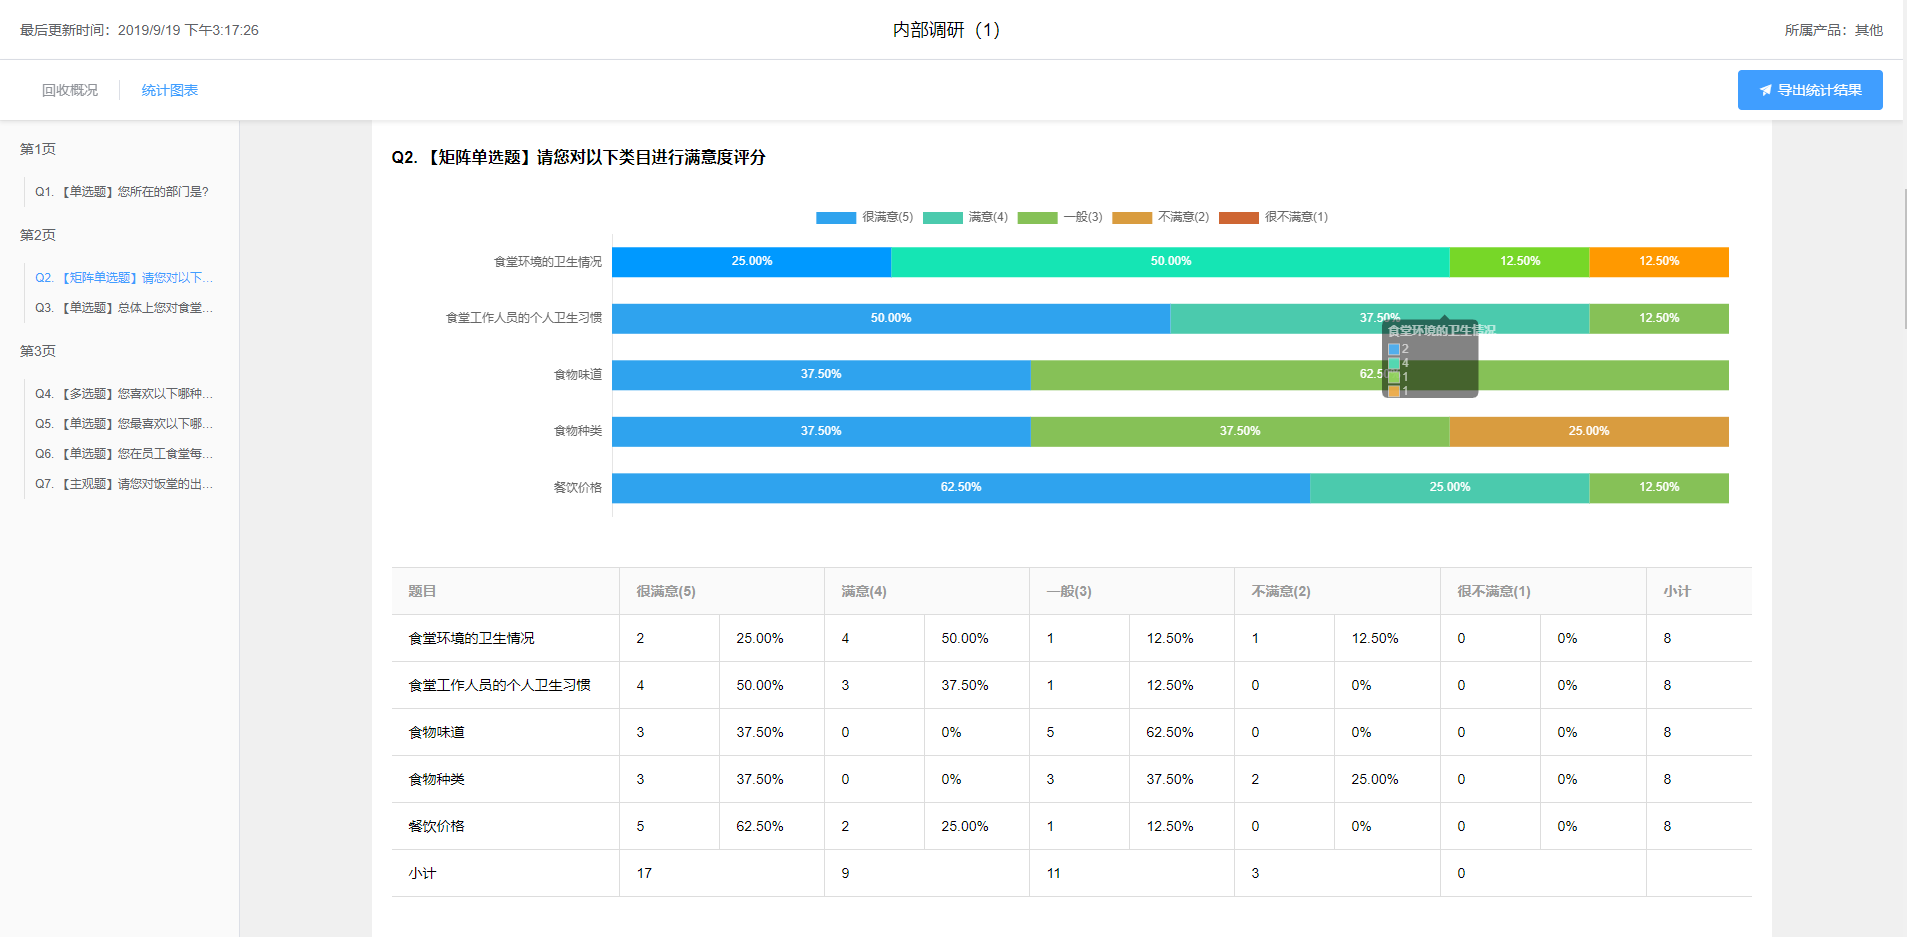 最后更新时间：2019/9/19 下午3:17:26
内部调研（1）
所属产品：其他
回收概况
统计图表
导出统计结果
第1页
Q1. 【单选题】您所在的部门是?
第2页
Q2. 【矩阵单选题】请您对以下...
Q3. 【单选题】总体上您对食堂...
第3页
Q4. 【多选题】您喜欢以下哪种...
Q5. 【单选题】您最喜欢以下哪...
Q6. 【单选题】您在员工食堂每...
Q7. 【主观题】请您对饭堂的出...
Q2. 【矩阵单选题】请您对以下类目进行满意度评分
很满意(5) 满意(4) 一般(3) 不满意(2) 很不满意(1)
食堂环境的卫生情况 25.00% 50.00% 12.50% 12.50%
食堂工作人员的个人卫生习惯 50.00% 37.50% 12.50%
食堂环境的卫生情况
2
4
1
1
食物味道 37.50% 62.50%
食物种类 37.50% 37.50% 25.00%
餐饮价格 62.50% 25.00% 12.50%
题目 很满意(5) 满意(4) 一般(3) 不满意(2) 很不满意(1) 小计
食堂环境的卫生情况 2 25.00% 4 50.00% 1 12.50% 1 12.50% 0 0% 8
食堂工作人员的个人卫生习惯 4 50.00% 3 37.50% 1 12.50% 0 0% 0 0% 8
食物味道 3 37.50% 0 0% 5 62.50% 0 0% 0 0% 8
食物种类 3 37.50% 0 0% 3 37.50% 2 25.00% 0 0% 8
餐饮价格 5 62.50% 2 25.00% 1 12.50% 0 0% 0 0% 8
小计 17 9 11 3 0